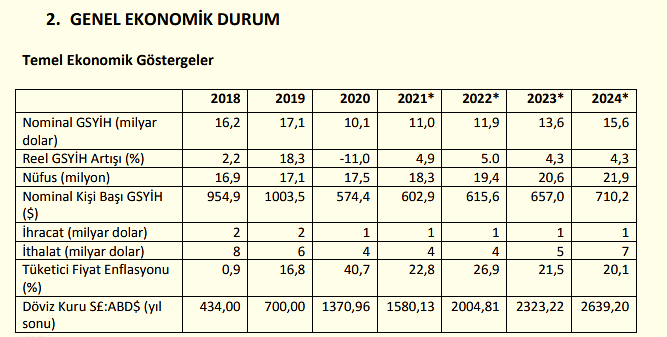 2. GENEL EKONOMİK DURUM
Temel Ekonomik Göstergeler
2018 2019 2020 2021* 2022* 2023* 2024*
Nominal GSYİH (milyar dolar) 16,2 17,1 10,1 11,0 11,9 13,6 15,6
Reel GSYİH Artışı (%) 2,2 18,3 -11,0 4,9 5.0 4,3 4,3
Nüfus (milyon) 16,9 17,1 17,5 18,3 19,4 20,6 21,9
Nominal Kişi Başı GSYİH ($) 954,9 1003,5 574,4 602,9 615,6 657,0 710,2
İhracat (milyar dolar) 2 2 1 1 1 1 1
İthalat (milyar dolar) 8 6 4 4 4 5 7
Tüketici Fiyat Enflasyonu (%) 0,9 16,8 40,7 22,8 26,9 21,5 20,1
Döviz Kuru S£:ABD$ (yıl sonu) 434,00 700,00 1370,96 1580,13 2004,81 2323,22 2639,20